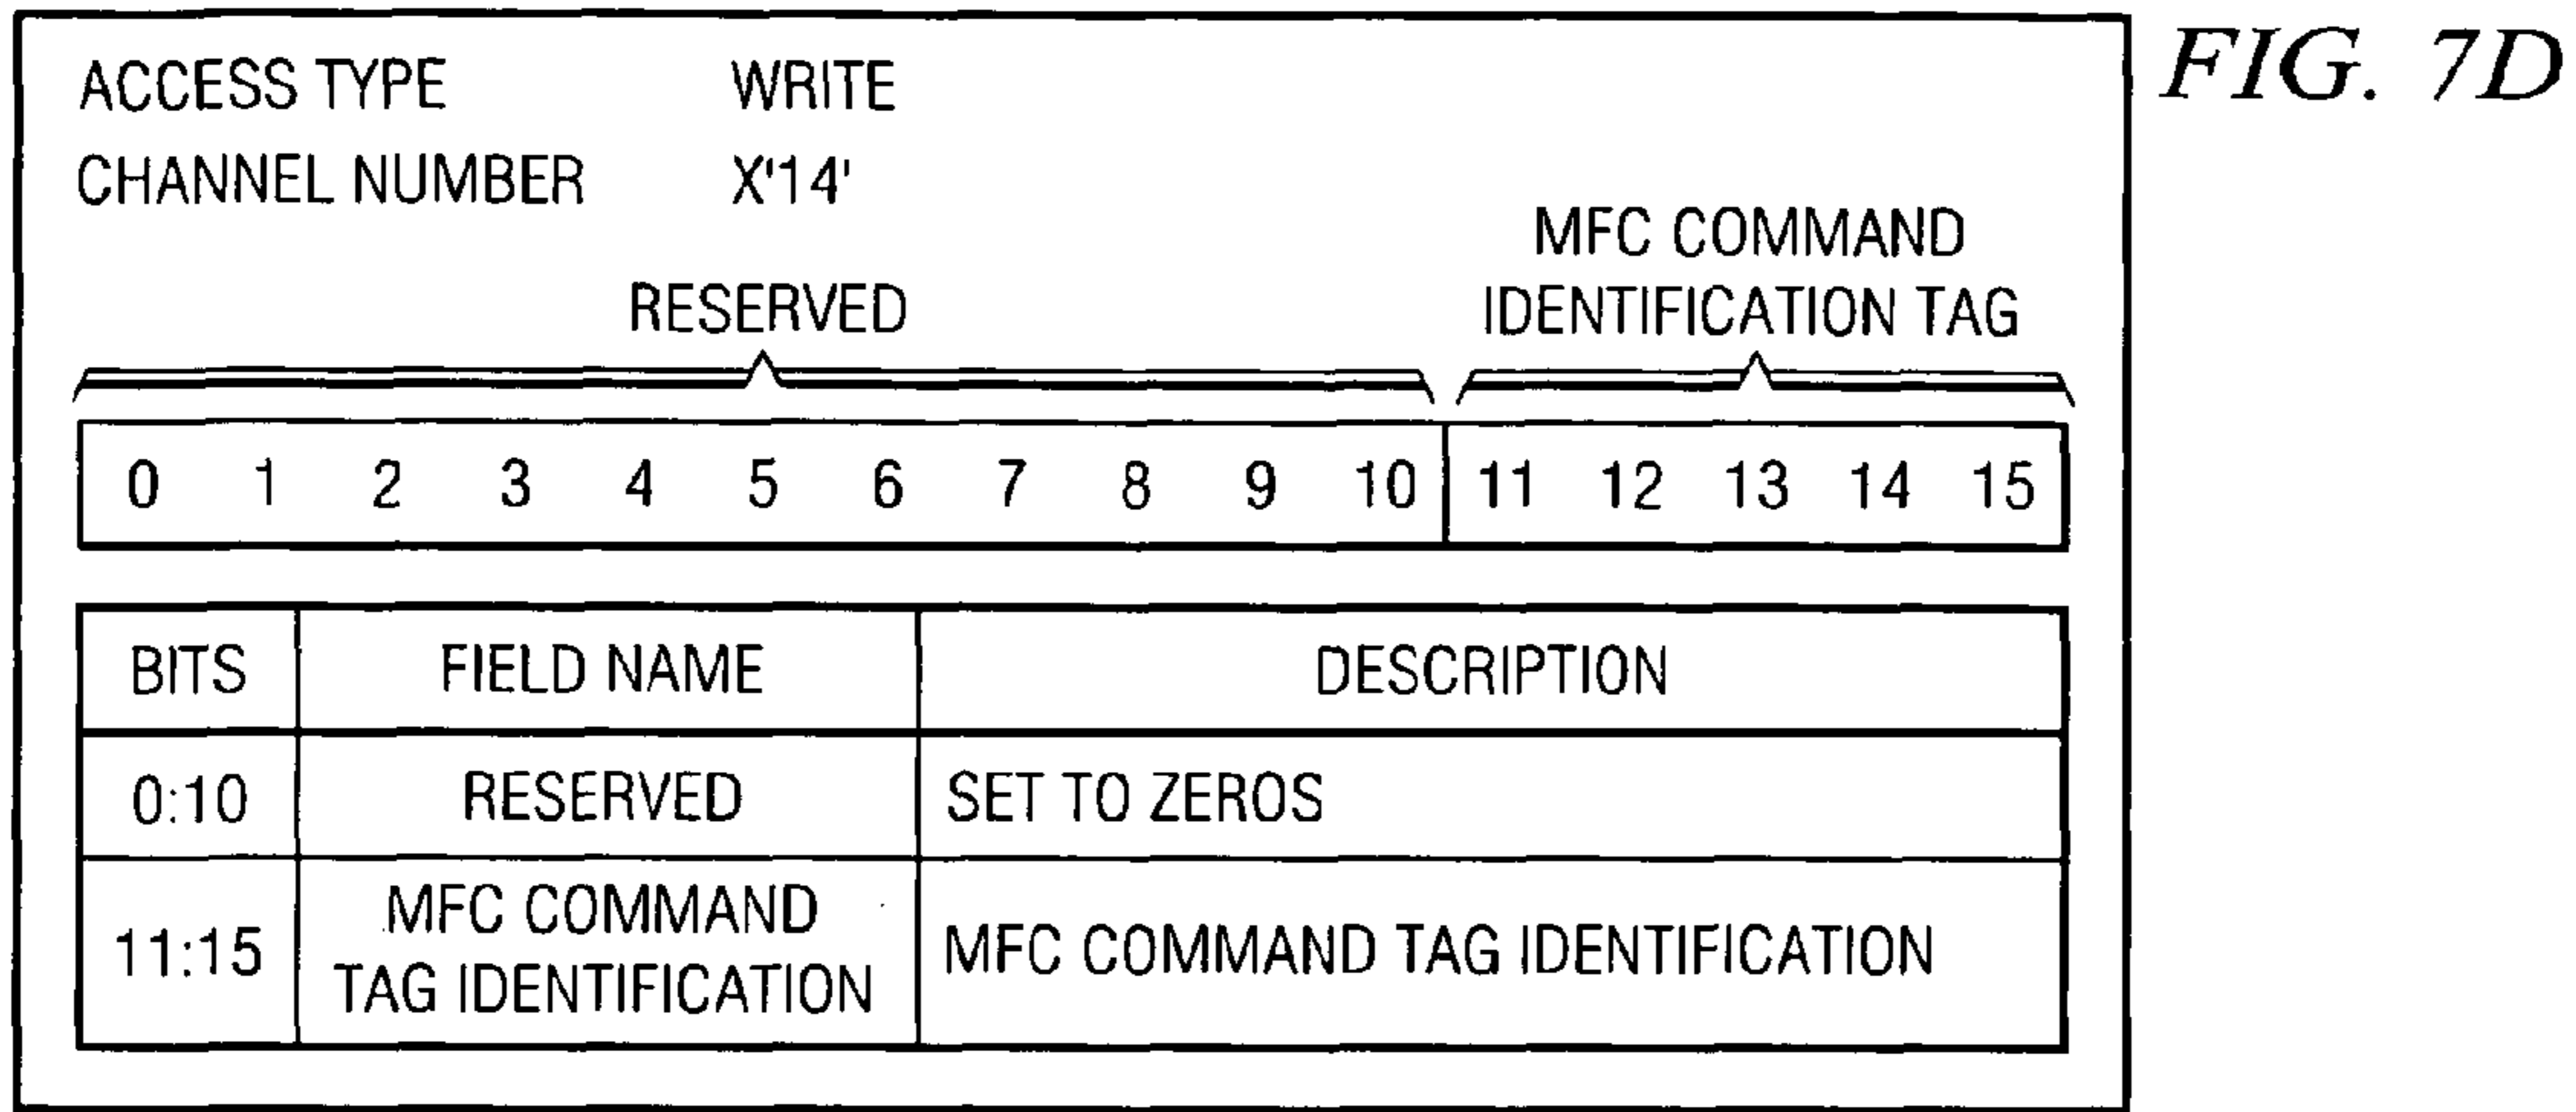 FIG. 7D
ACCESS TYPE WRITE
CHANNEL NUMBER X'14'
RESERVED
MFC COMMAND
IDENTIFICATION TAG
0 1 2 3 4 5 6 7 8 9 10 11 12 13 14 15
BITS FIELD NAME DESCRIPTION
0:10 RESERVED SET TO ZEROS
11:15 MFC COMMAND
TAG IDENTIFICATION MFC COMMAND TAG IDENTIFICATION